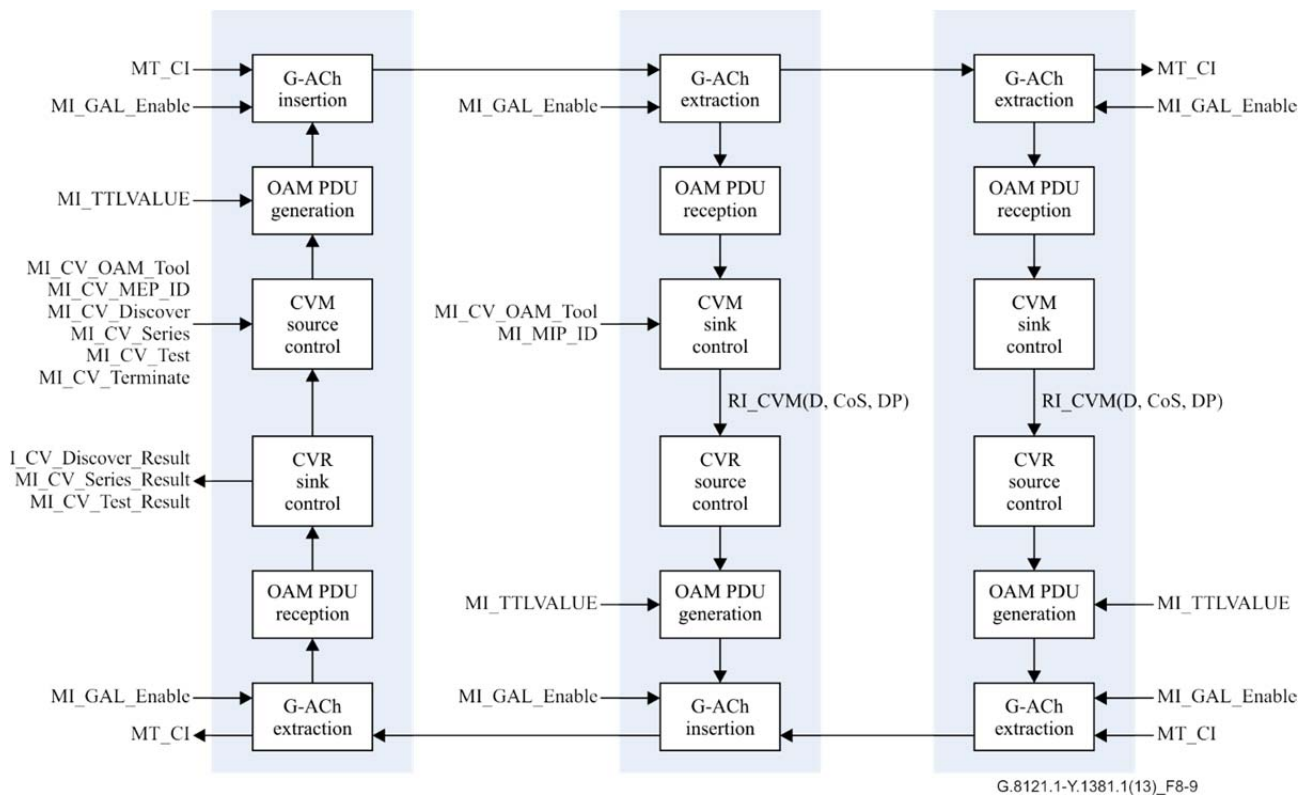 MT_CI
MI_GAL_Enable
G-ACh
insertion
MI_GAL_Enable
G-ACh
extraction
G-ACh
extraction
MT_CI
MI_GAL_Enable
MI_TTLVALUE
OAM PDU
generation
OAM PDU
reception
OAM PDU
reception
MI_CV_OAM_Tool
MI_CV_MEP_ID
MI_CV_Discover
MI_CV_Series
MI_CV_Test
MI_CV_Terminate
CVM
source
control
MI_CV_OAM_Tool
MI_MIP_ID
CVM
sink
control
CVM
sink
control
RI_CVM(D, CoS, DP)
RI_CVM(D, CoS, DP)
I_CV_Discover_Result
MI_CV_Series_Result
MI_CV_Test_Result
CVR
sink
control
CVR
source
control
CVR
source
control
OAM PDU
reception
MI_TTLVALUE
OAM PDU
generation
OAM PDU
generation
MI_TTLVALUE
MI_GAL_Enable
MT_CI
G-ACh
extraction
MI_GAL_Enable
G-ACh
insertion
G-ACh
extraction
MI_GAL_Enable
MT_CI
G.8121.1-Y.1381.1(13)_F8-9